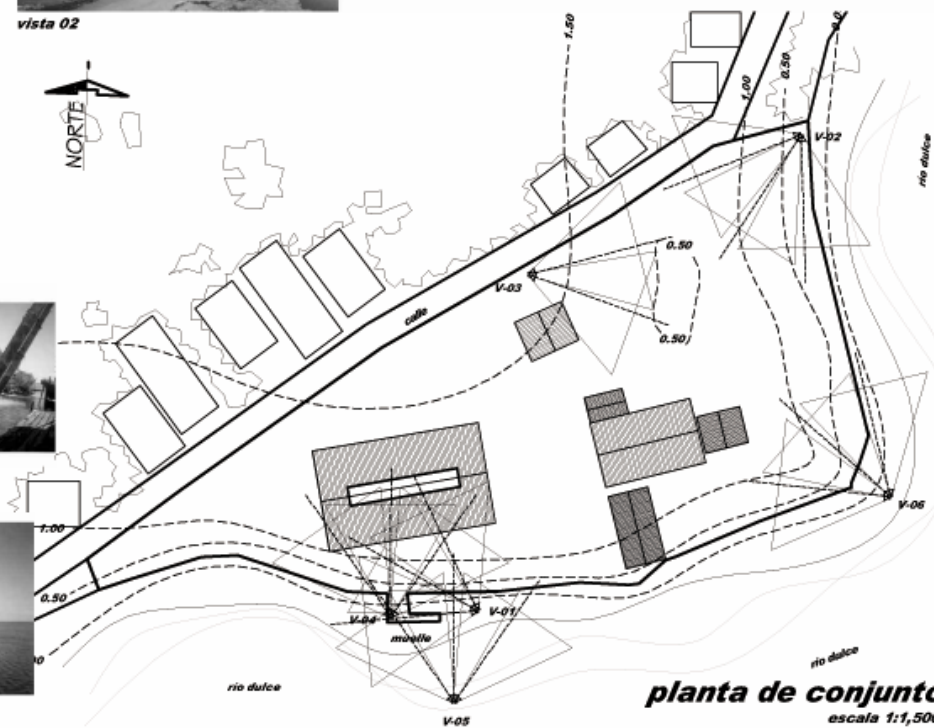 vista 02
NORTE
1.50
1.00
0.50
V-02
rio dulce
V-03
0.50
0.50
calle
1.00
0.50
V-06
V-04
V-01
muelle
rio dulce
rio dulce
V-05
planta de conjunto
escala 1:1,500